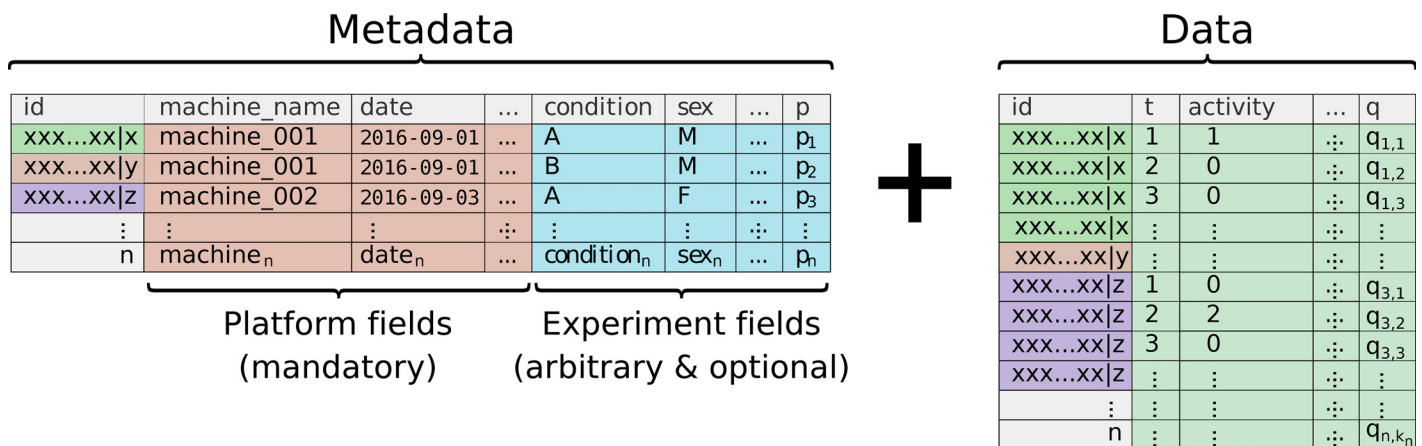 Metadata
id machine_name date ... condition sex ... p
xxx...xx|x machine_001 2016-09-01 ... A M ... p₁
xxx...xx|y machine_001 2016-09-01 ... B M ... p₂
xxx...xx|z machine_002 2016-09-03 ... A F ... p₃
⋮ ⋮ ⋮ ⋰⋱ ⋮ ⋮ ⋰⋱ ⋮
n machineₙ dateₙ ... conditionₙ sexₙ ... pₙ
Platform fields
(mandatory)
Experiment fields
(arbitrary & optional)
+
Data
id t activity ... q
xxx...xx|x 1 1 ⋰⋱ q₁,₁
xxx...xx|x 2 0 ⋰⋱ q₁,₂
xxx...xx|x 3 0 ⋰⋱ q₁,₃
xxx...xx|x ⋮ ⋮ ⋰⋱ ⋮
xxx...xx|y ⋮ ⋮ ⋰⋱ ⋮
xxx...xx|z 1 0 ⋰⋱ q₃,₁
xxx...xx|z 2 2 ⋰⋱ q₃,₂
xxx...xx|z 3 0 ⋰⋱ q₃,₃
xxx...xx|z ⋮ ⋮ ⋰⋱ ⋮
⋮ ⋮ ⋮ ⋰⋱ ⋮
n ⋮ ⋮ ⋰⋱ qₙ,ₖₙ